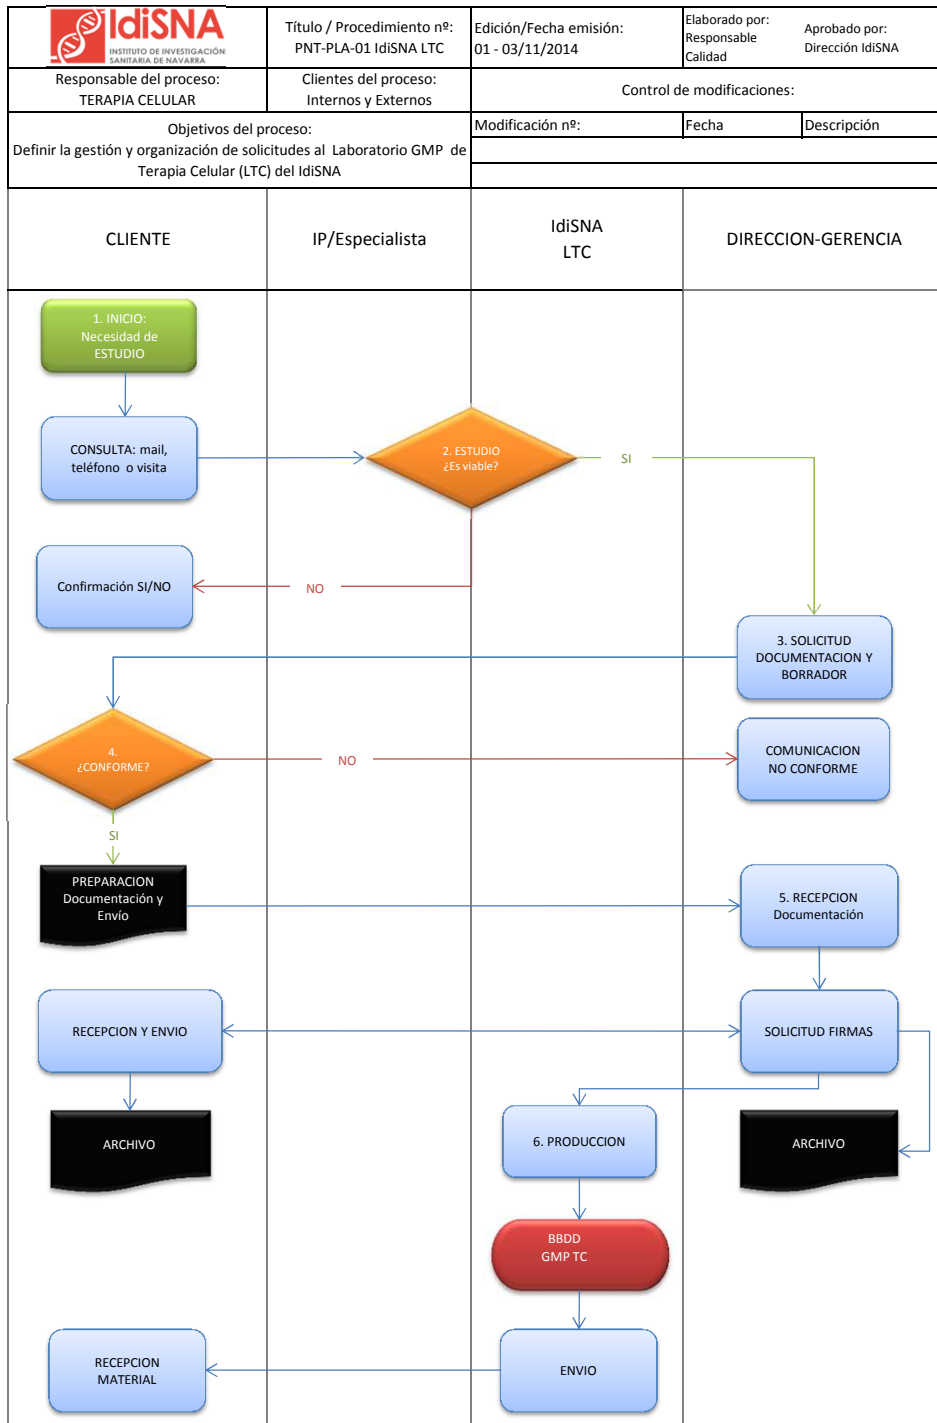 IdiSNA
INSTITUTO DE INVESTIGACIÓN
SANITARIA DE NAVARRA
Título / Procedimiento nº:
PNT-PLA-01 IdiSNA LTC
Edición/Fecha emisión:
01 - 03/11/2014
Elaborado por:
Responsable
Calidad
Aprobado por:
Dirección IdiSNA
Responsable del proceso:
TERAPIA CELULAR
Clientes del proceso:
Internos y Externos
Control de modificaciones:
Objetivos del proceso:
Definir la gestión y organización de solicitudes al Laboratorio GMP de
Terapia Celular (LTC) del IdiSNA
Modificación nº:
Fecha
Descripción
CLIENTE
IP/Especialista
IdiSNA
LTC
DIRECCION-GERENCIA
1. INICIO:
Necesidad de
ESTUDIO
CONSULTA: mail,
teléfono o visita
2. ESTUDIO
¿Es viable?
SI
Confirmación SI/NO
NO
3. SOLICITUD
DOCUMENTACION Y
BORRADOR
4.
¿CONFORME?
NO
COMUNICACION
NO CONFORME
SI
PREPARACION
Documentación y
Envío
5. RECEPCION
Documentación
RECEPCION Y ENVIO
SOLICITUD FIRMAS
ARCHIVO
6. PRODUCCION
ARCHIVO
BBDD
GMP TC
RECEPCION
MATERIAL
ENVIO